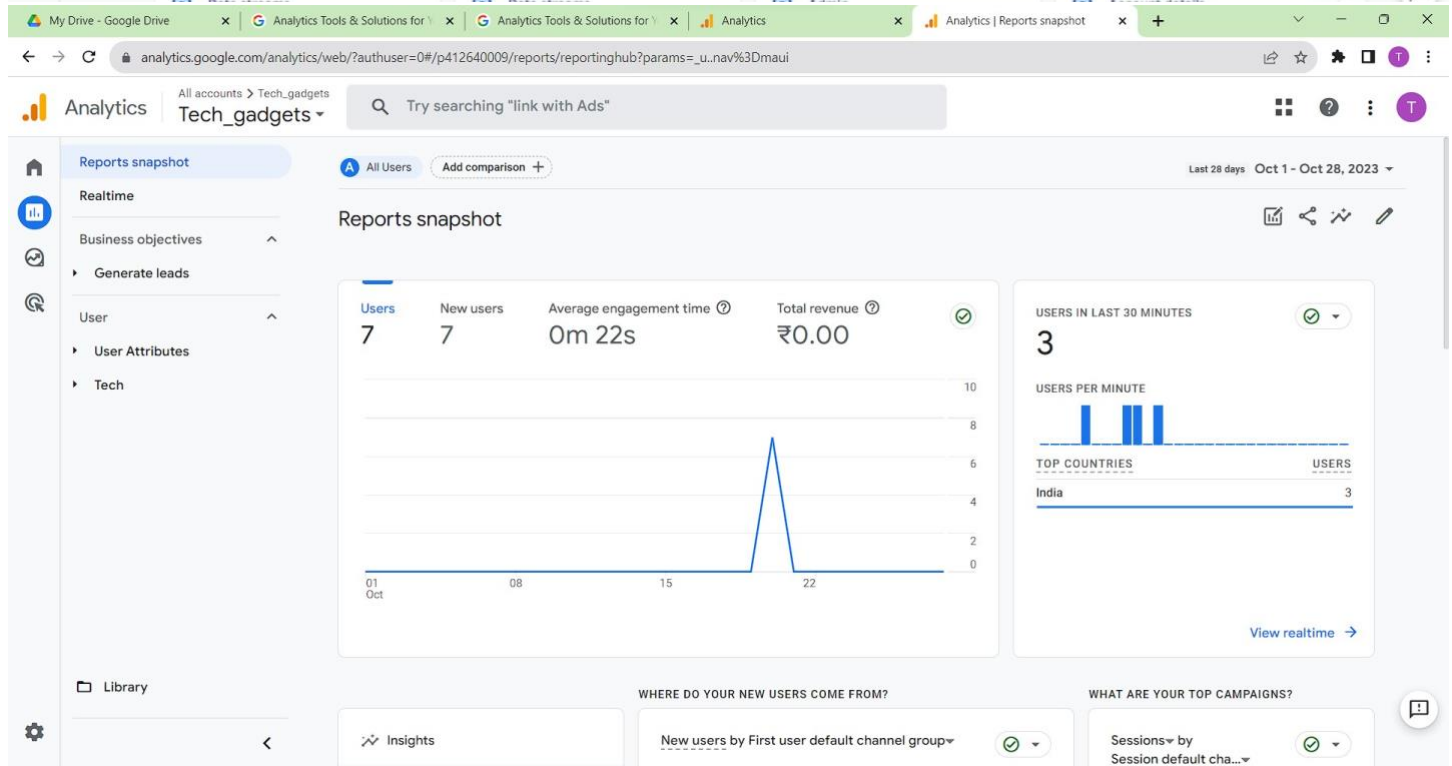 My Drive - Google Drive
Analytics Tools & Solutions for
Analytics Tools & Solutions for
Analytics
Analytics | Reports snapshot
analytics.google.com/analytics/web/?authuser=0#/p412640009/reports/reportinghub?params=_u..nav%3Dmaui
T
Analytics
All accounts > Tech_gadgets
Tech_gadgets
Try searching "link with Ads"
T
Reports snapshot
Realtime
Business objectives
Generate leads
User
User Attributes
Tech
Library
A All Users
Add comparison +
Last 28 days Oct 1 - Oct 28, 2023
Reports snapshot
Users
7
New users
7
Average engagement time
0m 22s
Total revenue
₹0.00
10
8
6
4
2
0
01
Oct
08
15
22
USERS IN LAST 30 MINUTES
3
USERS PER MINUTE
TOP COUNTRIES USERS
India 3
View realtime
WHERE DO YOUR NEW USERS COME FROM?
WHAT ARE YOUR TOP CAMPAIGNS?
Insights
New users by First user default channel group
Sessions by
Session default cha...